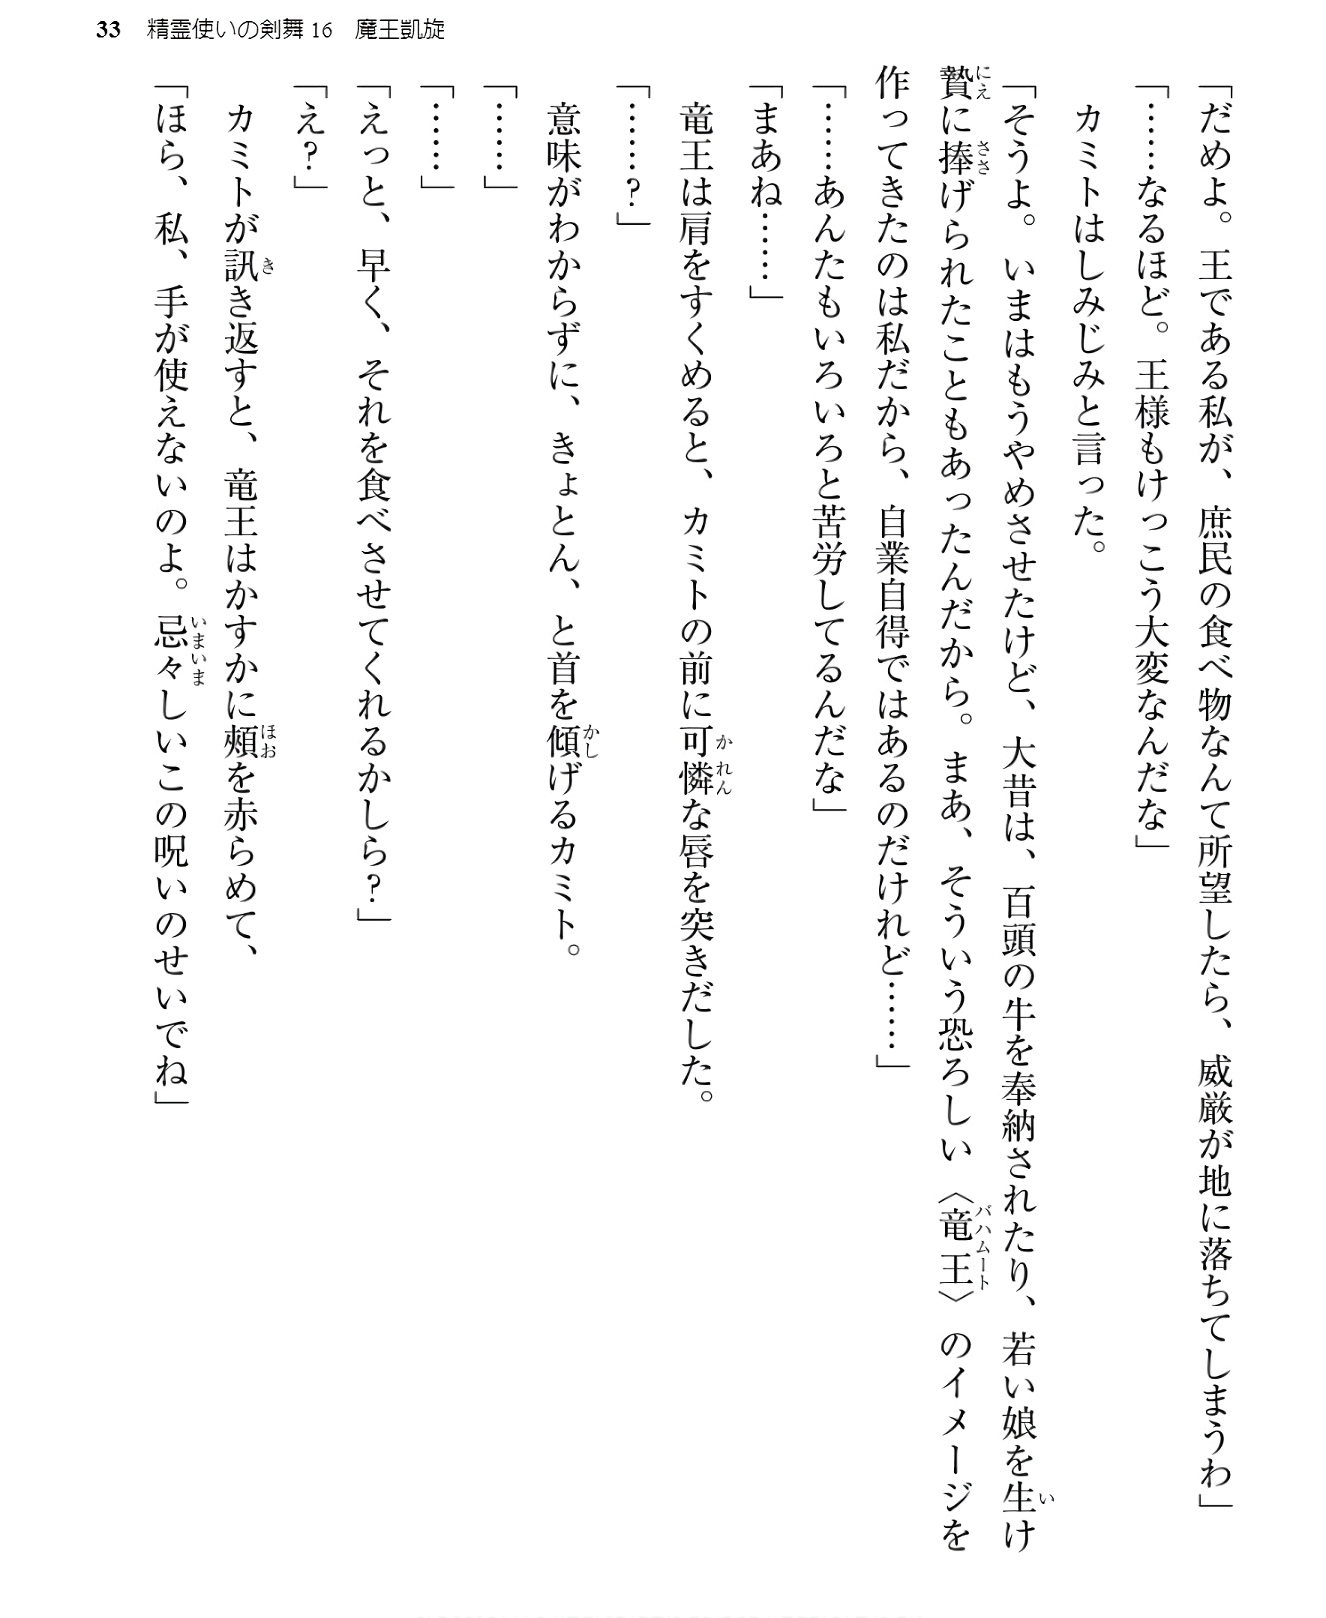 33 精霊使いの剣舞16 魔王凱旋
「だめよ。王である私が、庶民の食べ物なんて所望したら、威厳が地に落ちてしまうわ」
「……なるほど。王様もけっこう大変なんだな」
カミトはしみじみと言った。
「そうよ。いまはもうやめさせたけど、大昔は、百頭の牛を奉納されたり、若い娘を生け
贄に捧げられたこともあったんだから。まあ、そういう恐ろしい〈竜王〉のイメージを
作ってきたのは私だから、自業自得ではあるのだけれど……」
「……あんたもいろいろと苦労してるんだな」
「まあね……」
竜王は肩をすくめると、カミトの前に可憐な唇を突きだした。
「……?」
意味がわからずに、きょとん、と首を傾げるカミト。
「……」
「……」
「えっと、早く、それを食べさせてくれるかしら?」
「え?」
カミトが訊き返すと、竜王はかすかに頰を赤らめて、
「ほら、私、手が使えないのよ。忌々しいこの呪いのせいでね」